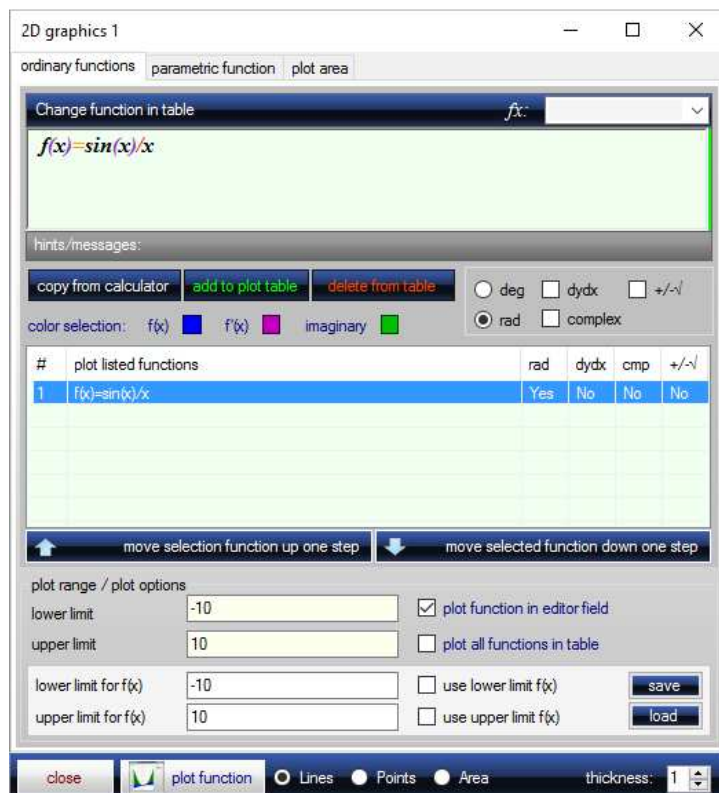 2D graphics 1
ordinary functions parametric function plot area
Change function in table fx:
f(x)=sin(x)/x
hints/messages:
copy from calculator add to plot table delete from table
deg dydx +/-√
rad complex
color selection: f(x) f'(x) imaginary
# plot listed functions rad dydx cmp +/-√
1 f(x)=sin(x)/x Yes No No No
move selection function up one step move selected function down one step
plot range / plot options
lower limit -10 plot function in editor field
upper limit 10 plot all functions in table
lower limit for f(x) -10 use lower limit f(x) save
upper limit for f(x) 10 use upper limit f(x) load
close plot function Lines Points Area thickness: 1